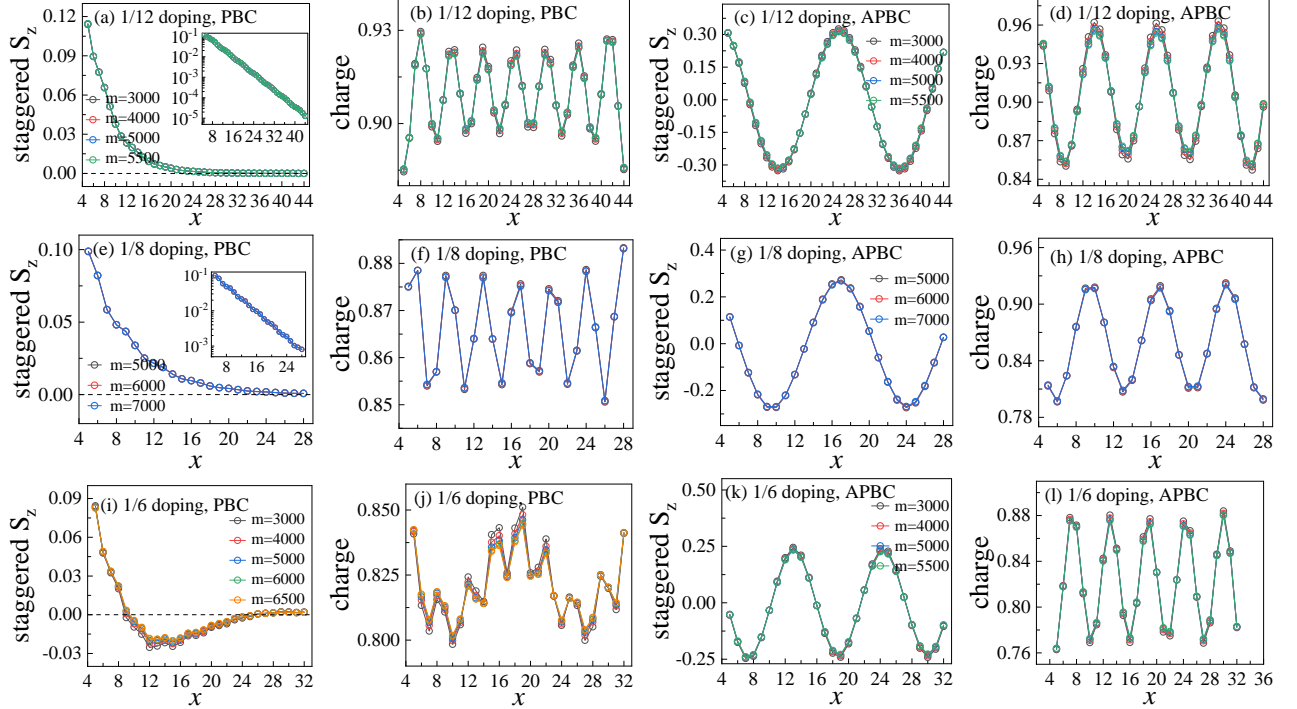 (a) 1/12 doping, PBC
staggered S_z
0.12
0.09
0.06
0.03
0.00
10^-1
10^-2
10^-3
10^-4
10^-5
8 16 24 32 40
m=3000
m=4000
m=5000
m=5500
4 8 12 16 20 24 28 32 36 40 44
x
(b) 1/12 doping, PBC
charge
0.93
0.90
4 8 12 16 20 24 28 32 36 40 44
x
(c) 1/12 doping, APBC
staggered S_z
0.30
0.15
0.00
-0.15
-0.30
m=3000
m=4000
m=5000
m=5500
4 8 12 16 20 24 28 32 36 40 44
x
(d) 1/12 doping, APBC
charge
0.96
0.93
0.90
0.87
0.84
4 8 12 16 20 24 28 32 36 40 44
x
(e) 1/8 doping, PBC
staggered S_z
0.10
0.05
0.00
10^-1
10^-2
10^-3
8 16 24
m=5000
m=6000
m=7000
4 8 12 16 20 24 28
x
(f) 1/8 doping, PBC
charge
0.88
0.87
0.86
0.85
4 8 12 16 20 24 28
x
(g) 1/8 doping, APBC
staggered S_z
0.4
0.2
0.0
-0.2
-0.4
m=5000
m=6000
m=7000
4 8 12 16 20 24 28
x
(h) 1/8 doping, APBC
charge
0.96
0.90
0.84
0.78
4 8 12 16 20 24 28
x
(i) 1/6 doping, PBC
staggered S_z
0.09
0.06
0.03
0.00
-0.03
m=3000
m=4000
m=5000
m=6000
m=6500
4 8 12 16 20 24 28 32
x
(j) 1/6 doping, PBC
charge
0.850
0.825
0.800
4 8 12 16 20 24 28 32
x
(k) 1/6 doping, APBC
staggered S_z
0.50
0.25
0.00
-0.25
m=3000
m=4000
m=5000
m=5500
4 8 12 16 20 24 28 32
x
(l) 1/6 doping, APBC
charge
0.88
0.84
0.80
0.76
4 8 12 16 20 24 28 32 36
x